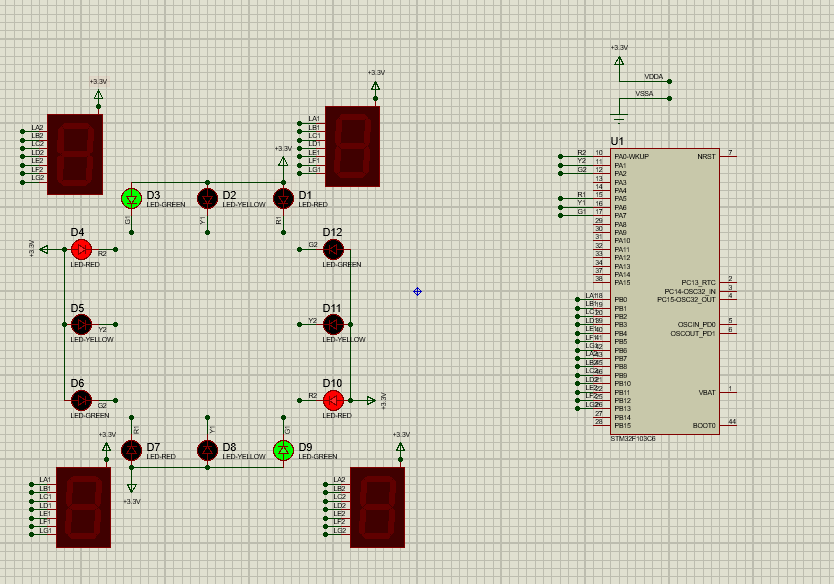 +3.3V
LA2
LB2
LC2
LD2
LE2
LF2
LG2
+3.3V
LA1
LB1
LC1
LD1
LE1
LF1
LG1
+3.3V
D3
LED-GREEN
G1
D2
LED-YELLOW
Y1
D1
LED-RED
R1
+3.3V
D4
R2
LED-RED
D5
Y2
LED-YELLOW
D6
G2
LED-GREEN
D12
G2
LED-GREEN
D11
Y2
LED-YELLOW
D10
R2
LED-RED
+3.3V
R1
D7
LED-RED
+3.3V
Y1
D8
LED-YELLOW
G1
D9
LED-GREEN
+3.3V
LA1
LB1
LC1
LD1
LE1
LF1
LG1
+3.3V
LA2
LB2
LC2
LD2
LE2
LF2
LG2
+3.3V
VDDA
VSSA
U1
R2 10 PA0-WKUP
Y2 11 PA1
G2 12 PA2
13 PA3
14 PA4
R1 15 PA5
Y1 16 PA6
G1 17 PA7
29 PA8
30 PA9
31 PA10
32 PA11
33 PA12
34 PA13
37 PA14
38 PA15
LA1 18 PB0
LB1 19 PB1
LC1 20 PB2
LD1 39 PB3
LE1 40 PB4
LF1 41 PB5
LG1 42 PB6
LA2 43 PB7
LB2 45 PB8
LC2 46 PB9
LD2 21 PB10
LE2 22 PB11
LF2 25 PB12
LG2 26 PB13
27 PB14
28 PB15
NRST 7
PC13_RTC 2
PC14-OSC32_IN 3
PC15-OSC32_OUT 4
OSCIN_PD0 5
OSCOUT_PD1 6
VBAT 1
BOOT0 44
STM32F103C6